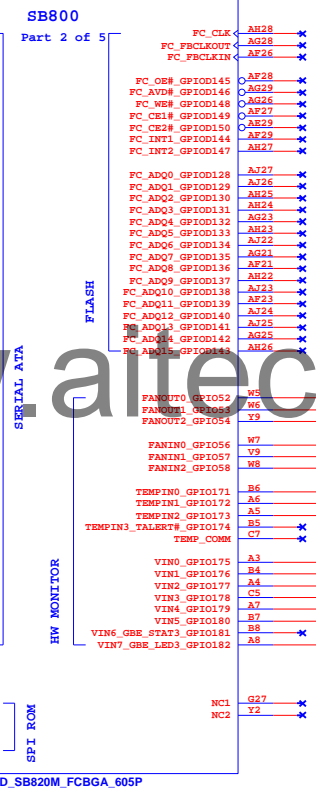 SB800
Part 2 of 5
FC_CLK AH28
FC_FBCLKOUT AG28
FC_FBCLKIN AF26
FC_OE#_GPIOD145 AF28
FC_AVD#_GPIOD146 AG29
FC_WE#_GPIOD148 AG26
FC_CE1#_GPIOD149 AF27
FC_CE2#_GPIOD150 AE29
FC_INT1_GPIOD144 AF29
FC_INT2_GPIOD147 AH27
FC_ADQ0_GPIOD128 AJ27
FC_ADQ1_GPIOD129 AJ26
FC_ADQ2_GPIOD130 AH25
FC_ADQ3_GPIOD131 AH24
FC_ADQ4_GPIOD132 AG23
FC_ADQ5_GPIOD133 AH23
FC_ADQ6_GPIOD134 AJ22
FC_ADQ7_GPIOD135 AG21
FC_ADQ8_GPIOD136 AF21
FC_ADQ9_GPIOD137 AH22
FC_ADQ10_GPIOD138 AJ23
FC_ADQ11_GPIOD139 AF23
FC_ADQ12_GPIOD140 AJ24
FC_ADQ13_GPIOD141 AJ25
FC_ADQ14_GPIOD142 AG25
FC_ADQ15_GPIOD143 AH26
FLASH
SERIAL ATA
.aitec
FANOUT0_GPIO52 W5
FANOUT1_GPIO53 W6
FANOUT2_GPIO54 Y9
FANIN0_GPIO56 W7
FANIN1_GPIO57 V9
FANIN2_GPIO58 W8
TEMPIN0_GPIO171 B6
TEMPIN1_GPIO172 A6
TEMPIN2_GPIO173 A5
TEMPIN3_TALERT#_GPIO174 B5
TEMP_COMM C7
VIN0_GPIO175 A3
VIN1_GPIO176 B4
VIN2_GPIO177 A4
VIN3_GPIO178 C5
VIN4_GPIO179 A7
VIN5_GPIO180 B7
VIN6_GBE_STAT3_GPIO181 B8
VIN7_GBE_LED3_GPIO182 A8
HW MONITOR
NC1 G27
NC2 Y2
SPI ROM
D_SB820M_FCBGA_605P